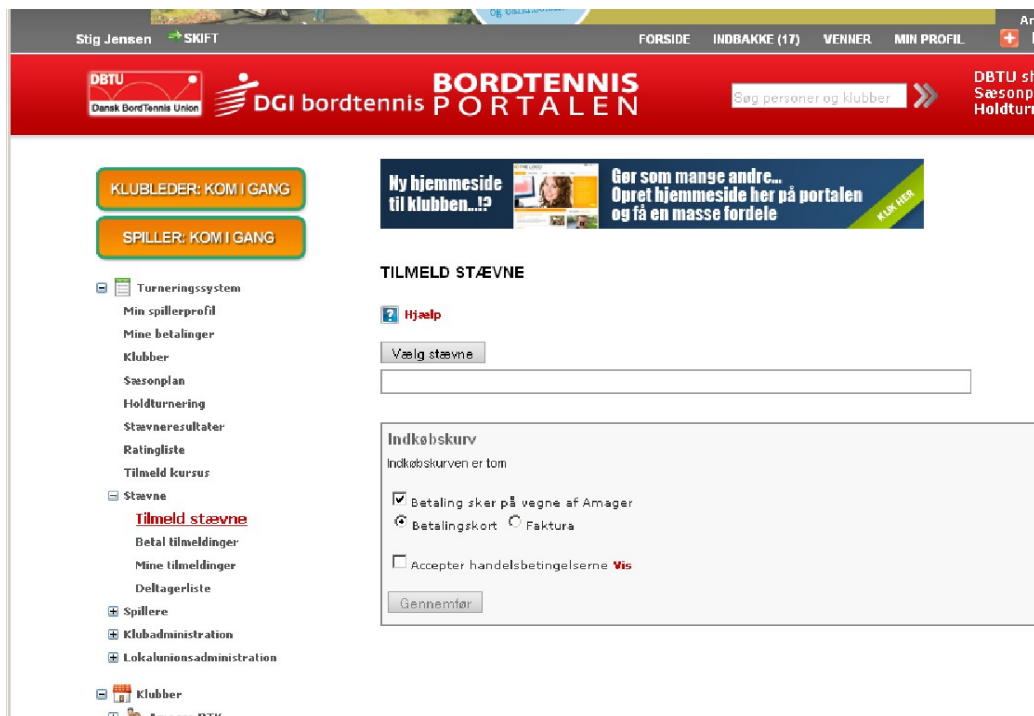 Stig Jensen SKIFT FORSIDE INDBAKKE (17) VENNER MIN PROFIL
DBTU
Dansk BordTennis Union
DGI bordtennis
BORDTENNIS
PORTALEN
Søg personer og klubber
DBTU
Sæsonp
Holdturn
KLUBLEDER: KOM I GANG
SPILLER: KOM I GANG
Ny hjemmeside
til klubben...!?
Gør som mange andre...
Opret hjemmeside her på portalen
og få en masse fordele
KLIK HER
Turneringssystem
Min spillerprofil
Mine betalinger
Klubber
Sæsonplan
Holdturnering
Stævneresultater
Ratingliste
Tilmeld kursus
Stævne
Tilmeld stævne
Betal tilmeldinger
Mine tilmeldinger
Deltagerliste
Spillere
Klubadministration
Lokalunionsadministration
Klubber
TILMELD STÆVNE
Hjælp
Vælg stævne
Indkøbskurv
Indkøbskurven er tom
Betaling sker på vegne af Amager
Betalingskort Faktura
Accepter handelsbetingelserne Vis
Gennemfør